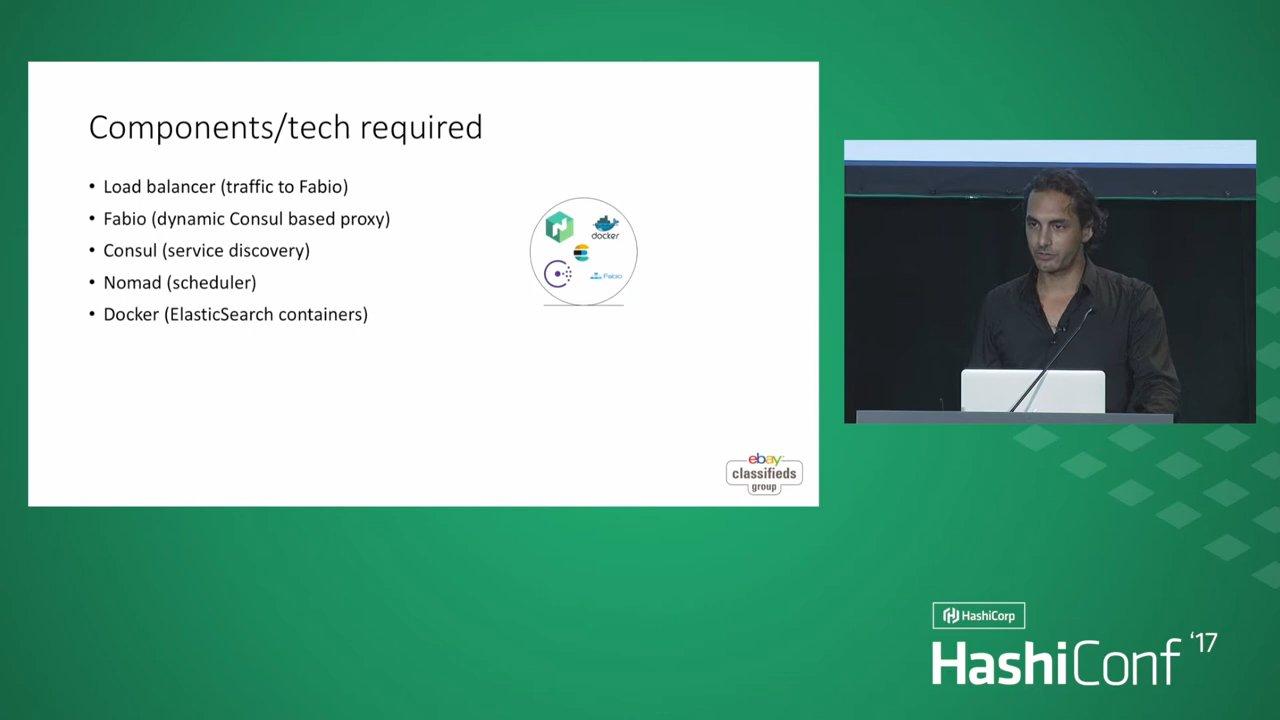 Components/tech required
• Load balancer (traffic to Fabio)
• Fabio (dynamic Consul based proxy)
• Consul (service discovery)
• Nomad (scheduler)
• Docker (ElasticSearch containers)
docker
Fabio
ebay
classifieds
group
HashiCorp
HashiConf '17